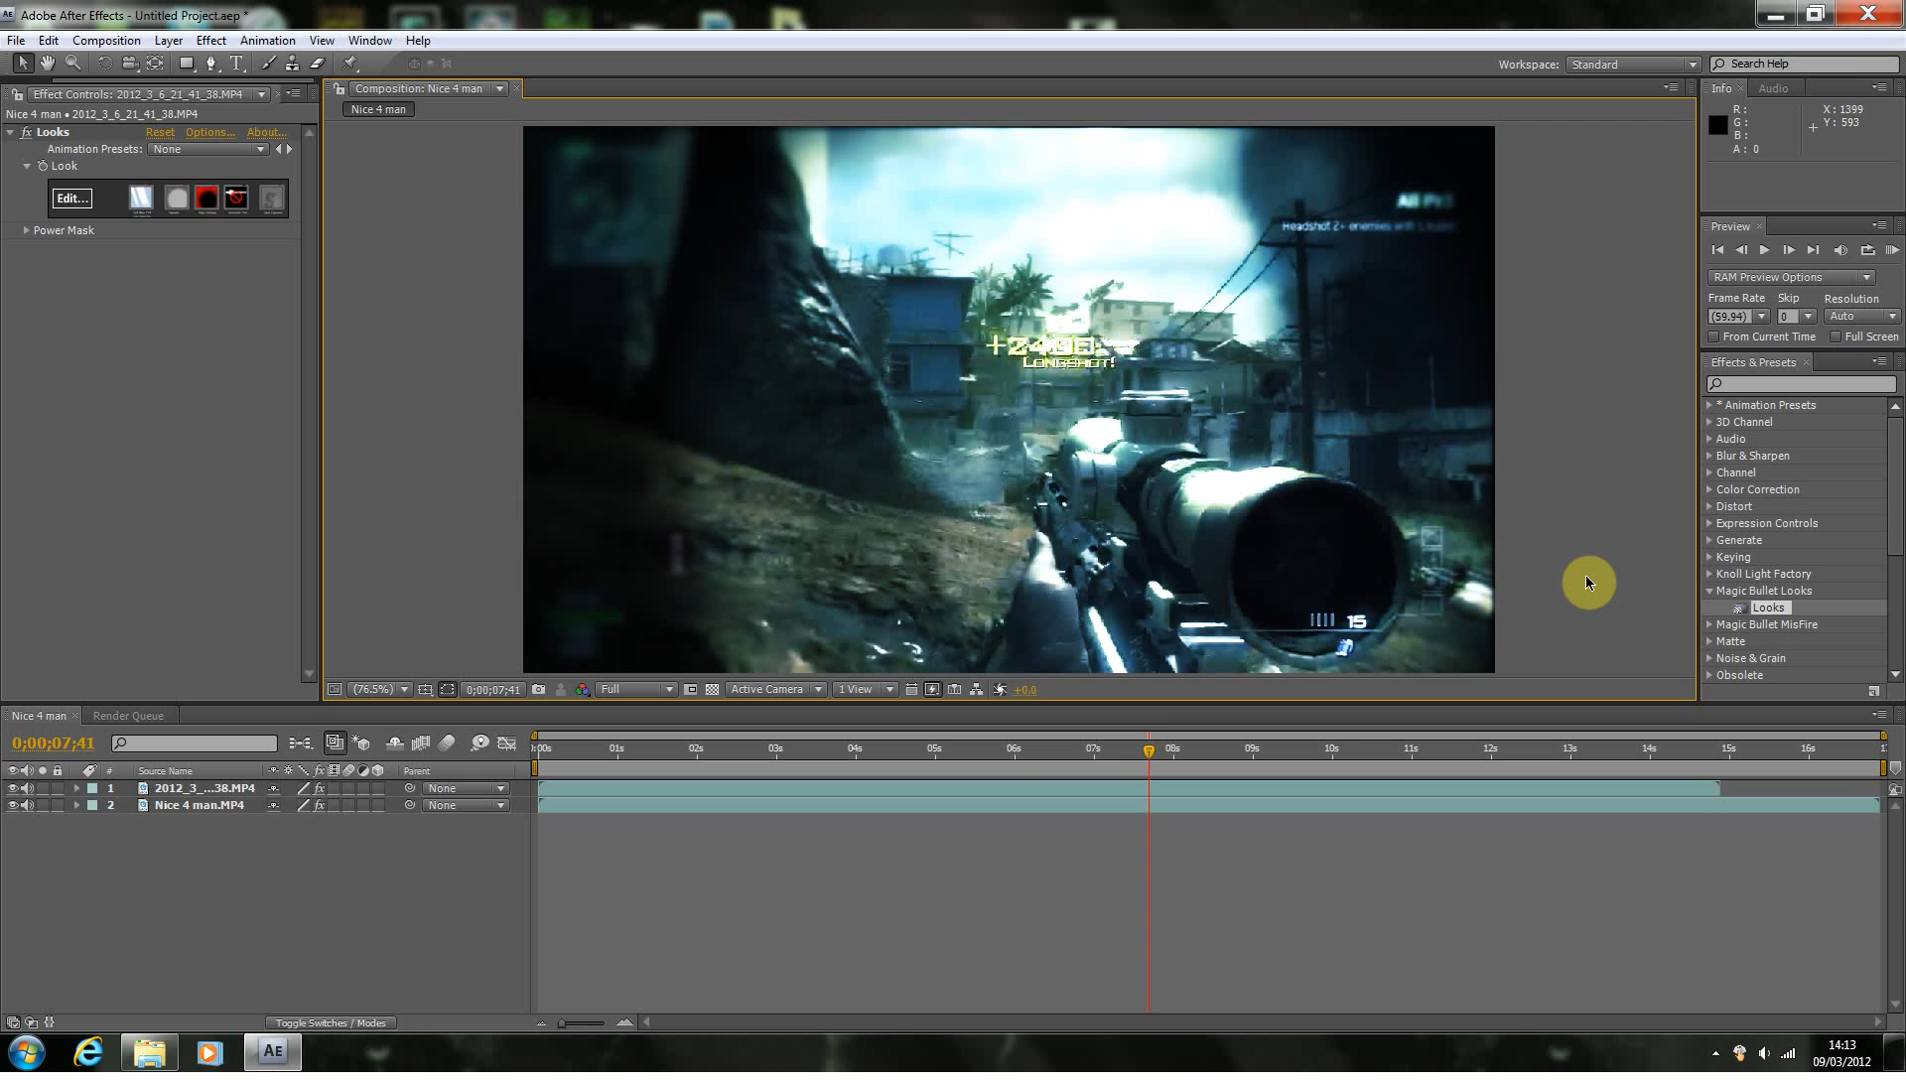 Adobe After Effects - Untitled Project.aep *
File Edit Composition Layer Effect Animation View Window Help
Workspace: Standard Search Help
Effect Controls: 2012_3_6_21_41_38.MP4
Nice 4 man • 2012_3_6_21_41_38.MP4
fx Looks Reset Options... About...
Animation Presets: None
Look
Edit...
Power Mask
Composition: Nice 4 man
Nice 4 man
Headshot 2+ enemies with
LONGSHOT!
15
(76.5%) 0;00;07;41 Full Active Camera 1 View +0.0
Info Audio
R: X: 1399
G: Y: 593
B:
A: 0
Preview
RAM Preview Options
Frame Rate Skip Resolution
(59.94) 0 Auto
From Current Time Full Screen
Effects & Presets
* Animation Presets
3D Channel
Audio
Blur & Sharpen
Channel
Color Correction
Distort
Expression Controls
Generate
Keying
Knoll Light Factory
Magic Bullet Looks
Looks
Magic Bullet MisFire
Matte
Noise & Grain
Obsolete
Nice 4 man Render Queue
0;00;07;41
00s 01s 02s 03s 04s 05s 06s 07s 08s 09s 10s 11s 12s 13s 14s 15s 16s
# Source Name fx Parent
1 2012_3_...38.MP4 fx None
2 Nice 4 man.MP4 fx None
Toggle Switches / Modes
Ae
14:13
09/03/2012